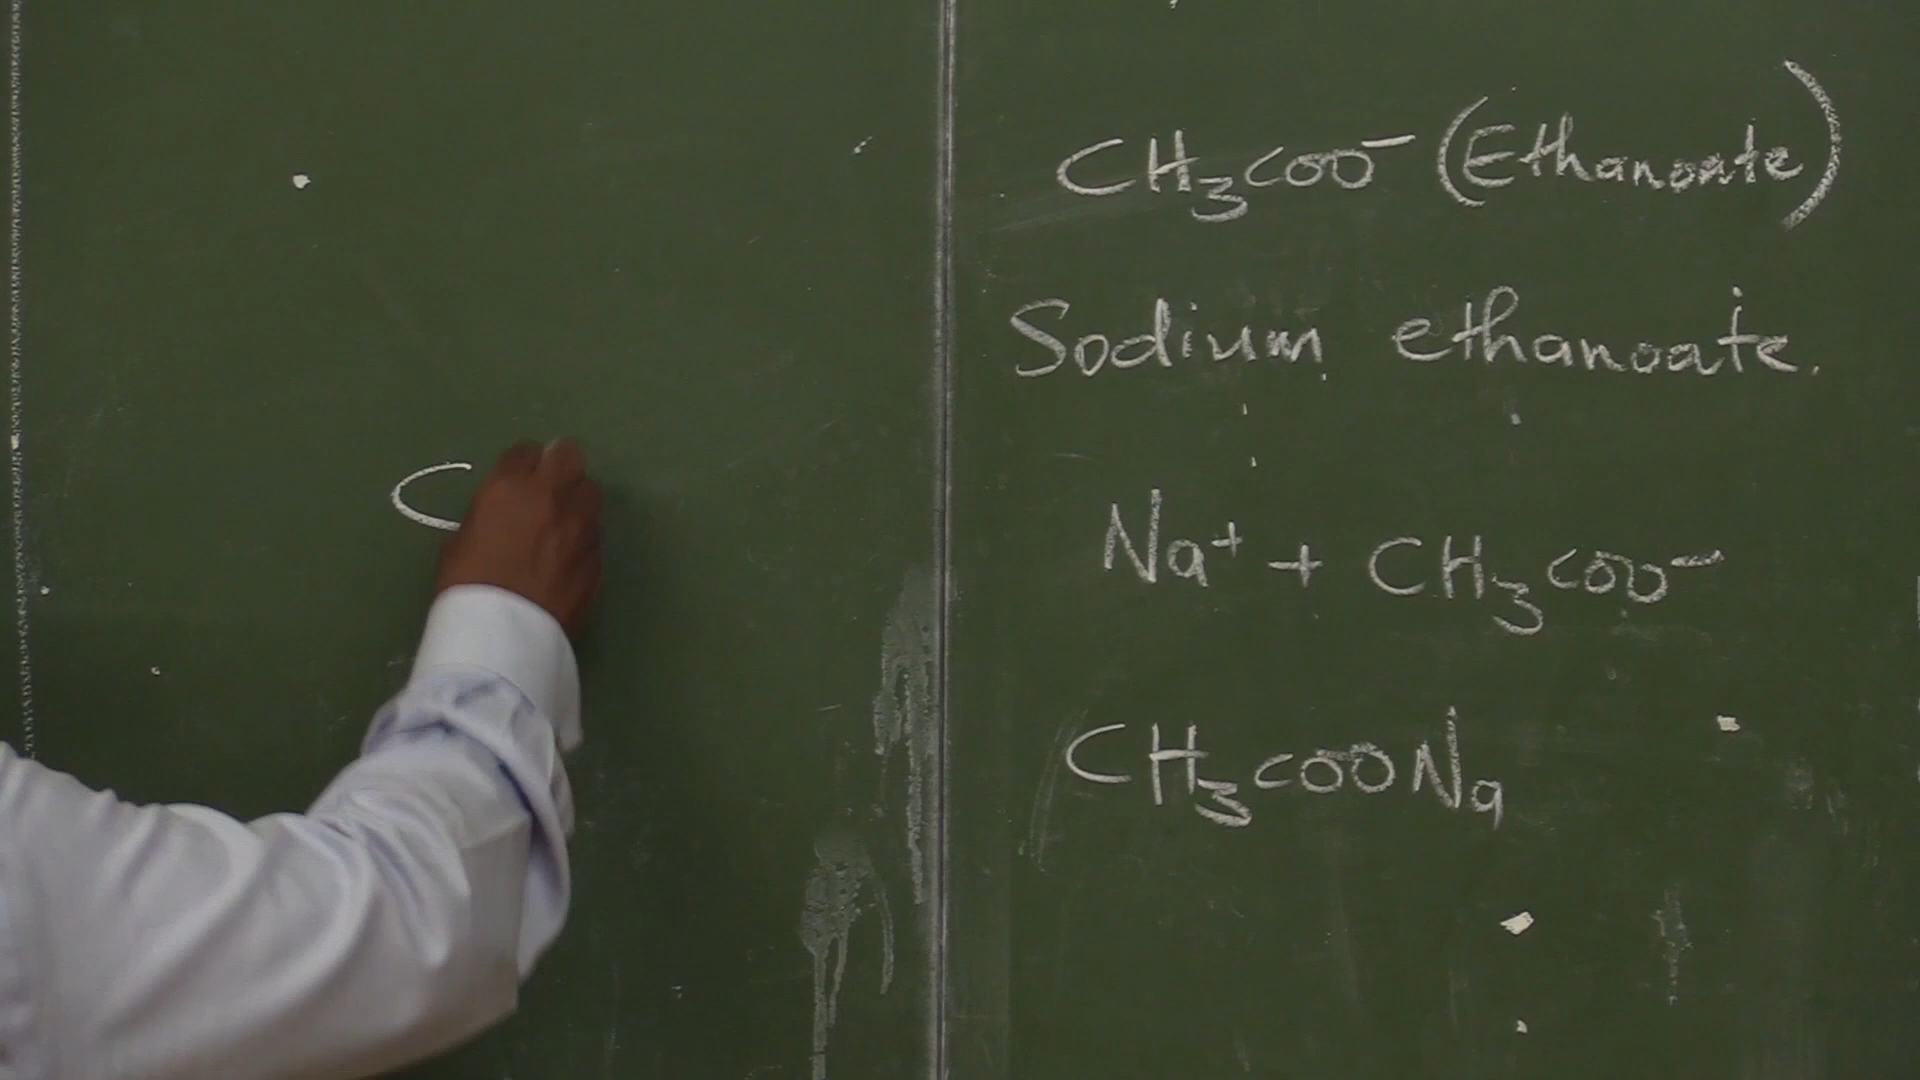 C
CH₃COO⁻ (Ethanoate)
Sodium ethanoate.
Na⁺ + CH₃COO⁻
CH₃COONa